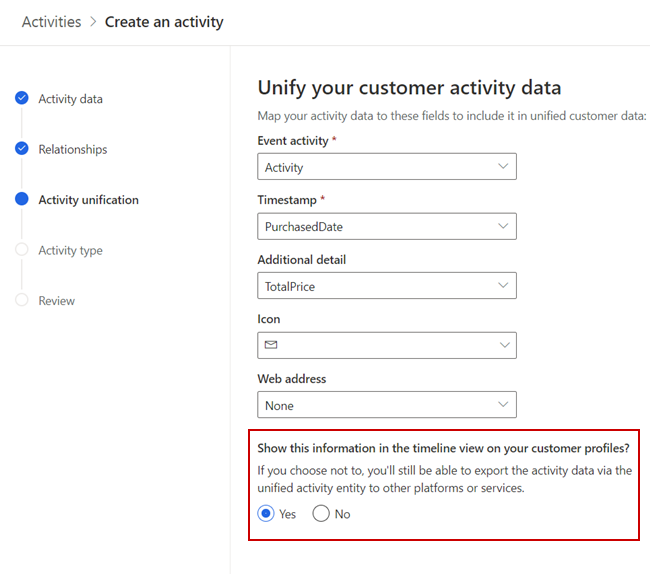 Activities > Create an activity
Activity data
Relationships
Activity unification
Activity type
Review
Unify your customer activity data
Map your activity data to these fields to include it in unified customer data:
Event activity *
Activity
Timestamp *
PurchasedDate
Additional detail
TotalPrice
Icon
Web address
None
Show this information in the timeline view on your customer profiles?
If you choose not to, you'll still be able to export the activity data via the
unified activity entity to other platforms or services.
Yes No